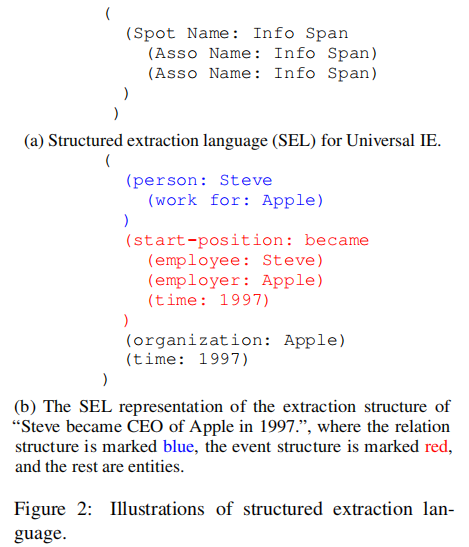 (
(Spot Name: Info Span
(Asso Name: Info Span)
(Asso Name: Info Span)
)
)
(a) Structured extraction language (SEL) for Universal IE.
(
(person: Steve
(work for: Apple)
)
(start-position: became
(employee: Steve)
(employer: Apple)
(time: 1997)
)
(organization: Apple)
(time: 1997)
)
(b) The SEL representation of the extraction structure of
“Steve became CEO of Apple in 1997.”, where the relation
structure is marked blue, the event structure is marked red,
and the rest are entities.
Figure 2: Illustrations of structured extraction lan-
guage.